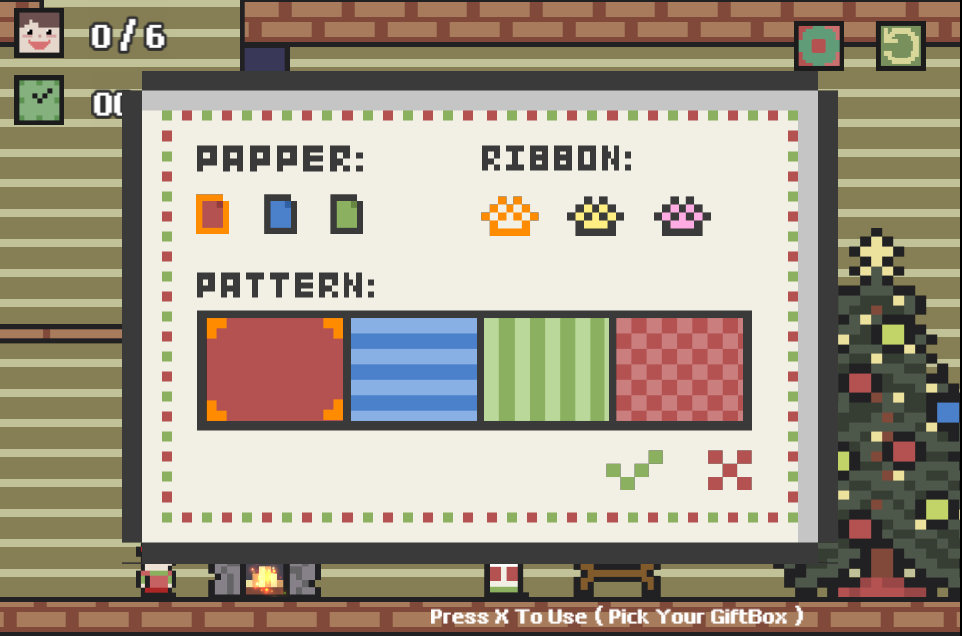 0/6
PAPPER:
RIBBON:
PATTERN:
Press X To Use ( Pick Your GiftBox )